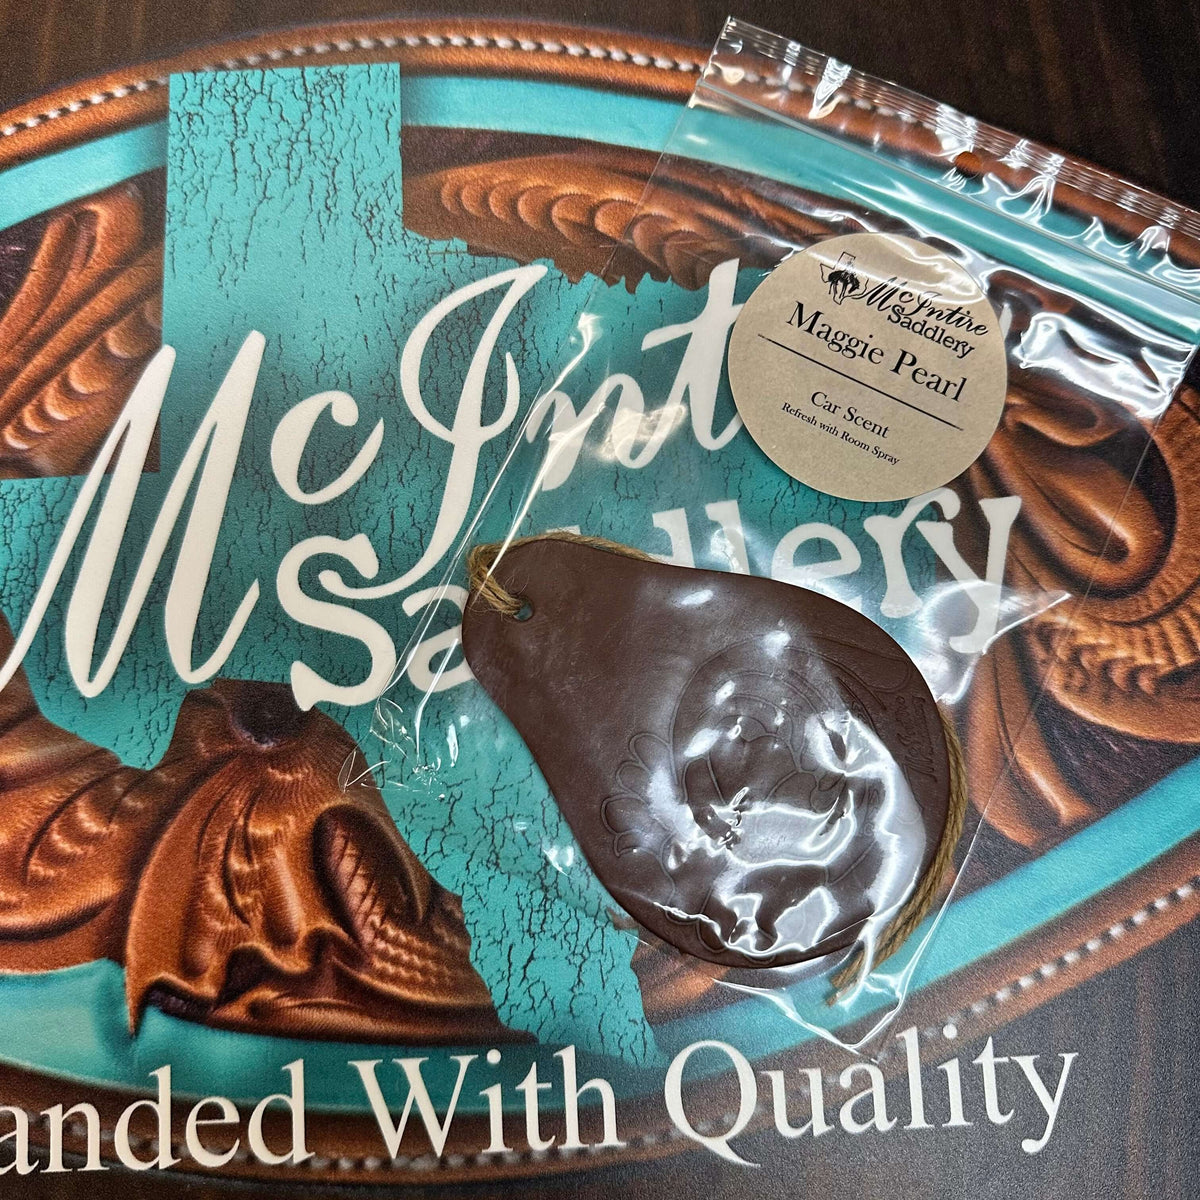 McIntire
Saddlery
Maggie Pearl
Car Scent
Refresh with Room Spray
McInt
Saddlery
anded With Quality